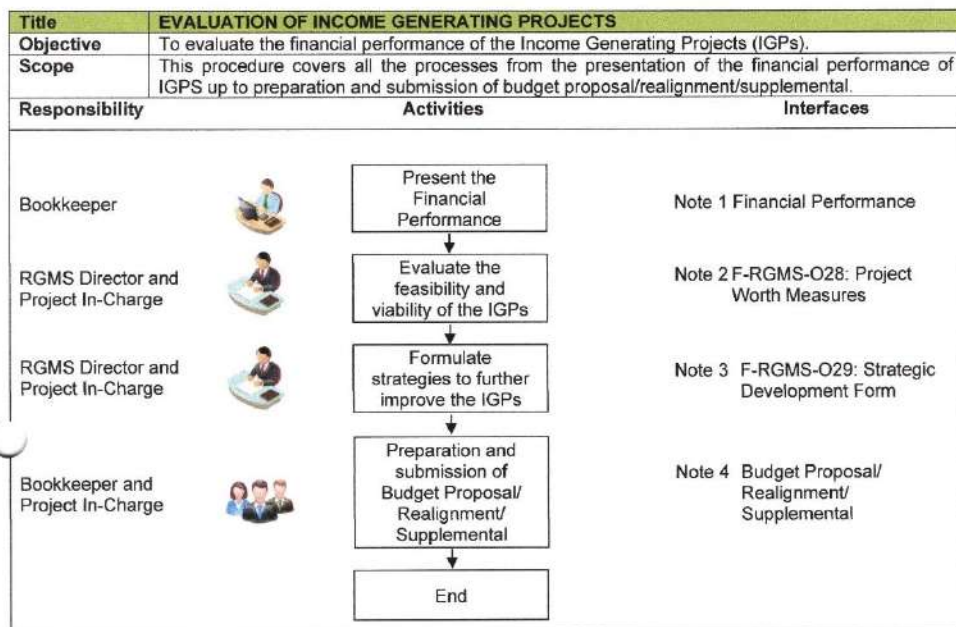 Title EVALUATION OF INCOME GENERATING PROJECTS
Objective To evaluate the financial performance of the Income Generating Projects (IGPs).
Scope This procedure covers all the processes from the presentation of the financial performance of
IGPS up to preparation and submission of budget proposal/realignment/supplemental.
Responsibility Activities Interfaces
Bookkeeper
Present the
Financial
Performance
Note 1 Financial Performance
RGMS Director and
Project In-Charge
Evaluate the
feasibility and
viability of the IGPs
Note 2 F-RGMS-O28: Project
Worth Measures
RGMS Director and
Project In-Charge
Formulate
strategies to further
improve the IGPs
Note 3 F-RGMS-O29: Strategic
Development Form
Bookkeeper and
Project In-Charge
Preparation and
submission of
Budget Proposal/
Realignment/
Supplemental
Note 4 Budget Proposal/
Realignment/
Supplemental
End